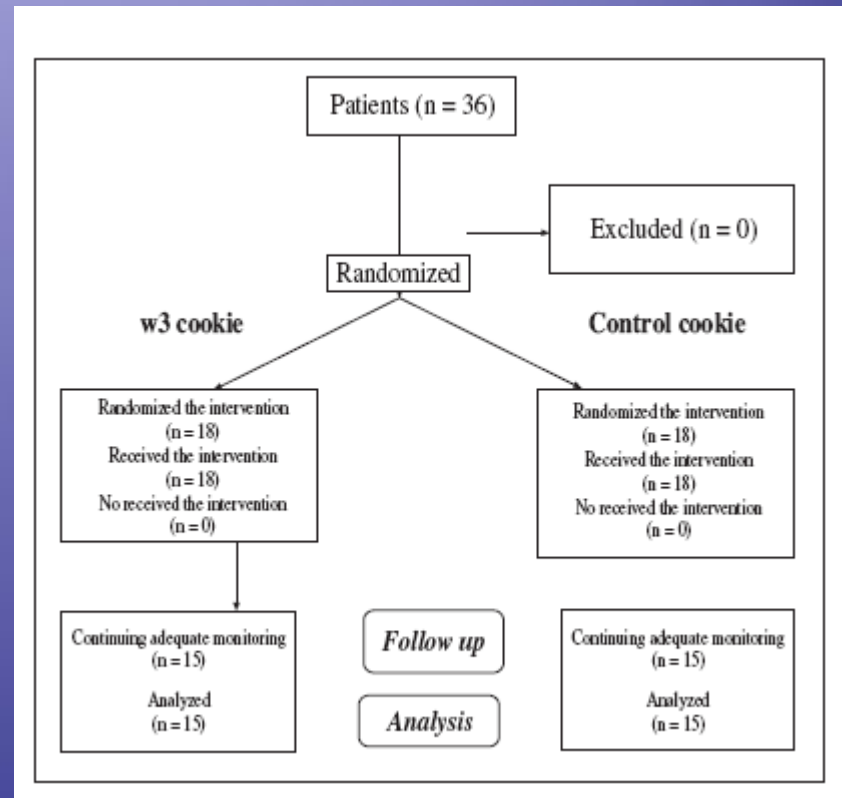 Patients (n = 36)
Excluded (n = 0)
Randomized
w3 cookie
Control cookie
Randomized the intervention
(n = 18)
Received the intervention
(n = 18)
No received the intervention
(n = 0)
Randomized the intervention
(n = 18)
Received the intervention
(n = 18)
No received the intervention
(n = 0)
Continuing adequate monitoring
(n = 15)
Analyzed
(n = 15)
Follow up
Analysis
Continuing adequate monitoring
(n = 15)
Analyzed
(n = 15)